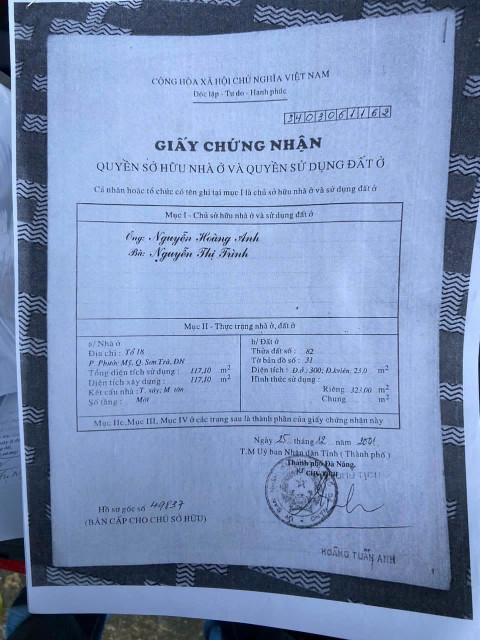 CỘNG HÒA XÃ HỘI CHỦ NGHĨA VIỆT NAM
Độc lập - Tự do - Hạnh phúc
3403061162
GIẤY CHỨNG NHẬN
QUYỀN SỞ HỮU NHÀ Ở VÀ QUYỀN SỬ DỤNG ĐẤT Ở
Cá nhân hoặc tổ chức có tên ghi tại mục I là chủ sở hữu nhà ở và sử dụng đất ở
Mục I - Chủ sở hữu nhà ở và sử dụng đất ở
Ông: Nguyễn Hoàng Anh
Bà: Nguyễn Thị Trinh
Mục II - Thực trạng nhà ở, đất ở
a/ Nhà ở
Địa chỉ : Tổ 18
P. Phước Mỹ, Q. Sơn Trà, ĐN
Tổng diện tích sử dụng : 117,10 m2
Diện tích xây dựng : 117,10 m2
Kết cấu nhà : T. xây; M. tôn
Số tầng : Một
b/ Đất ở
Thửa đất số : 82
Tờ bản đồ số : 31
Diện tích : Đ.ở : 300; Đ.kviên: 23,0 m2
Hình thức sử dụng :
Riêng 323,00 m2
Chung m2
Mục IIc, Mục III, Mục IV ở các trang sau là thành phần của giấy chứng nhận này
Ngày 25 tháng 12 năm 2001
T.M Uỷ ban Nhân dân Tỉnh (Thành phố)
Thành phố Đà Nẵng
Hồ sơ gốc số 49837
(BẢN CẤP CHO CHỦ SỞ HỮU)
HOÀNG TUẤN ANH